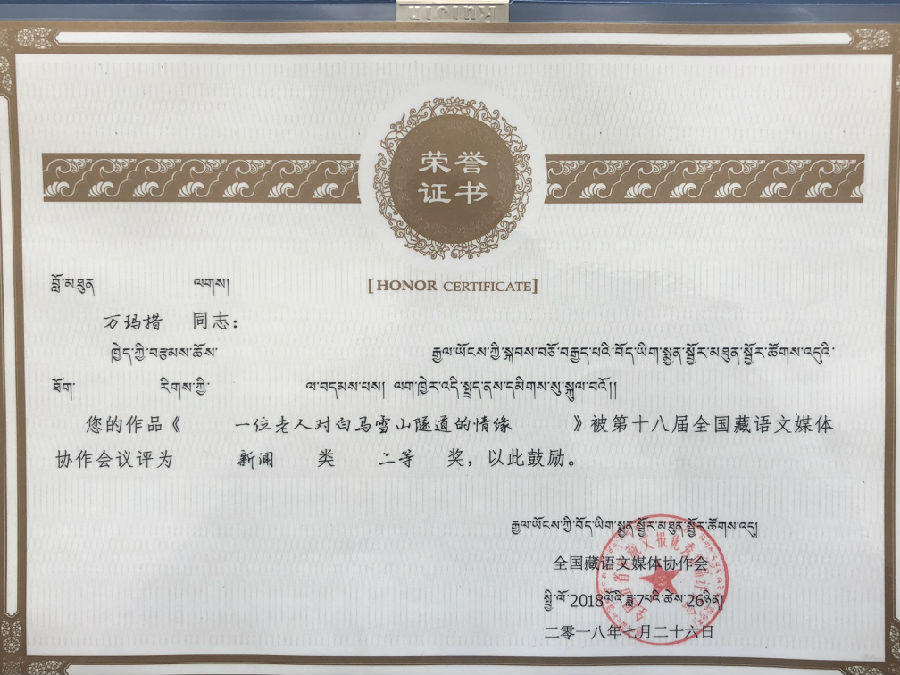 荣誉
证书
[HONOR CERTIFICATE]
བློ་མཐུན ལགས།
万玛措 同志：
ཁྱེད་ཀྱི་བརྩམས་ཆོས་ རྒྱལ་ཡོངས་ཀྱི་སྐབས་བཅོ་བརྒྱད་པའི་བོད་ཡིག་སྨྱན་སྦྱོར་མཐུན་སྦྱོར་ཚོགས་འདུའི་
ཐོག་ རིགས་ཀྱི་ ལ་བདམས་པས། ལག་ཁྱེར་འདི་སྤྲད་ནས་དམིགས་སུ་སྐུལ་བའོ།།
您的作品《 一位老人对白马雪山隧道的情缘 》被第十八届全国藏语文媒体
协作会议评为 新闻 类 二等 奖，以此鼓励。
རྒྱལ་ཡོངས་ཀྱི་བོད་ཡིག་སྨྱན་སྦྱོར་མཐུན་སྦྱོར་ཚོགས་འདུ།
全国藏语文媒体协作会
སྤྱི་ལོ་2018ལོའི་ཟླ་7པའི་ཚེས་26ཉིན།
二零一八年七月二十六日